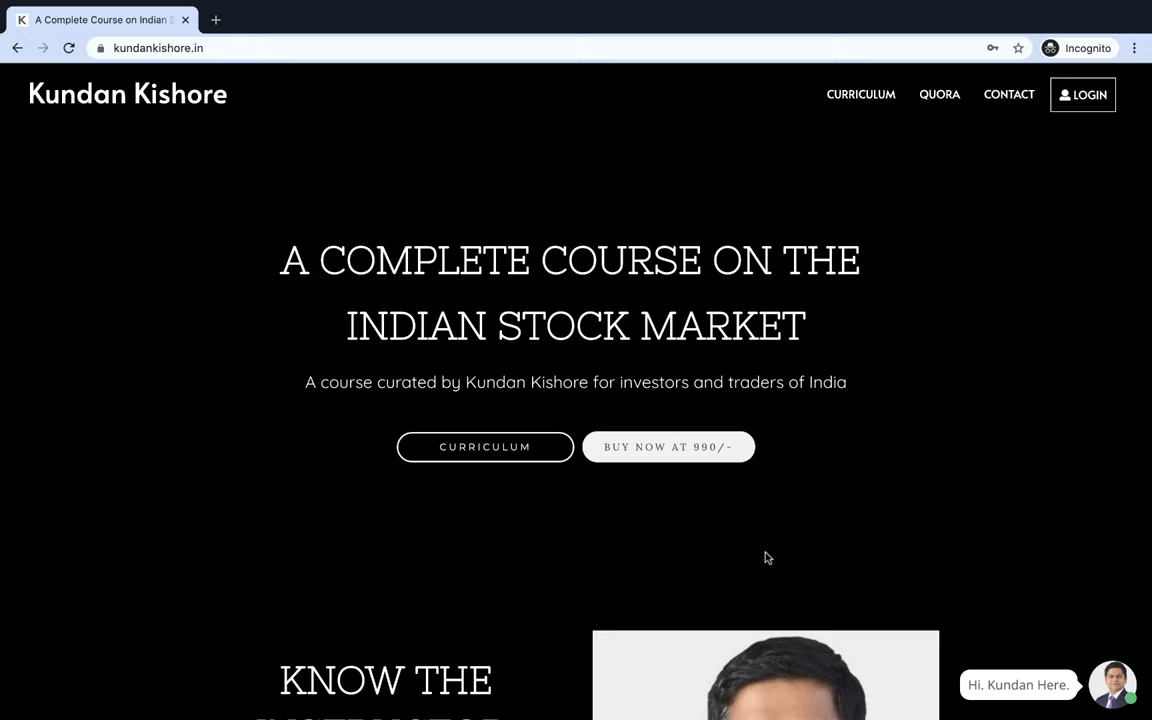 A Complete Course on Indian S
kundankishore.in
Incognito
Kundan Kishore
CURRICULUM
QUORA
CONTACT
LOGIN
A COMPLETE COURSE ON THE
INDIAN STOCK MARKET
A course curated by Kundan Kishore for investors and traders of India
CURRICULUM
BUY NOW AT 990/-
KNOW THE
INSTRUCTOR
Hi. Kundan Here.